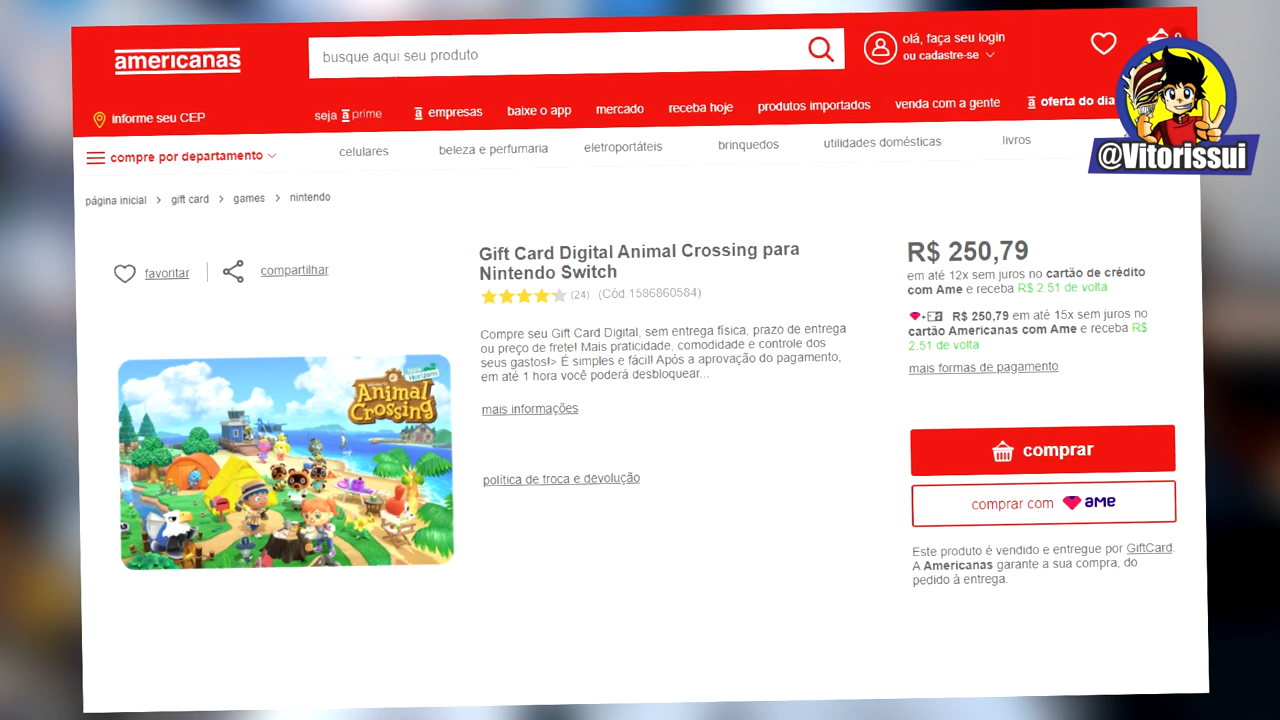 americanas
busque aqui seu produto
olá, faça seu login
ou cadastre-se
@Vitorissui
informe seu CEP
seja a prime
a empresas
baixe o app
mercado
receba hoje
produtos importados
venda com a gente
a oferta do dia
compre por departamento
celulares
beleza e perfumaria
eletroportáteis
brinquedos
utilidades domésticas
livros
página inicial > gift card > games > nintendo
favoritar
compartilhar
Animal
Crossing
Gift Card Digital Animal Crossing para
Nintendo Switch
(24) (Cód.1586860584)
Compre seu Gift Card Digital, sem entrega física, prazo de entrega
ou preço de frete! Mais praticidade, comodidade e controle dos
seus gastos!> É simples e fácil! Após a aprovação do pagamento,
em até 1 hora você poderá desbloquear...
mais informações
política de troca e devolução
R$ 250,79
em até 12x sem juros no cartão de crédito
com Ame e receba R$ 2.51 de volta
R$ 250,79 em até 15x sem juros no
cartão Americanas com Ame e receba R$
2.51 de volta
mais formas de pagamento
comprar
comprar com AME
Este produto é vendido e entregue por GiftCard.
A Americanas garante a sua compra, do
pedido à entrega.